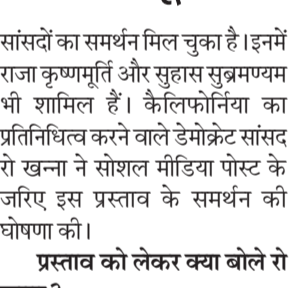 सांसदों का समर्थन मिल चुका है। इनमें
राजा कृष्णमूर्ति और सुहास सुब्रमण्यम
भी शामिल हैं। कैलिफोर्निया का
प्रतिनिधित्व करने वाले डेमोक्रेट सांसद
रो खन्ना ने सोशल मीडिया पोस्ट के
जरिए इस प्रस्ताव के समर्थन की
घोषणा की।
प्रस्ताव को लेकर क्या बोले रो